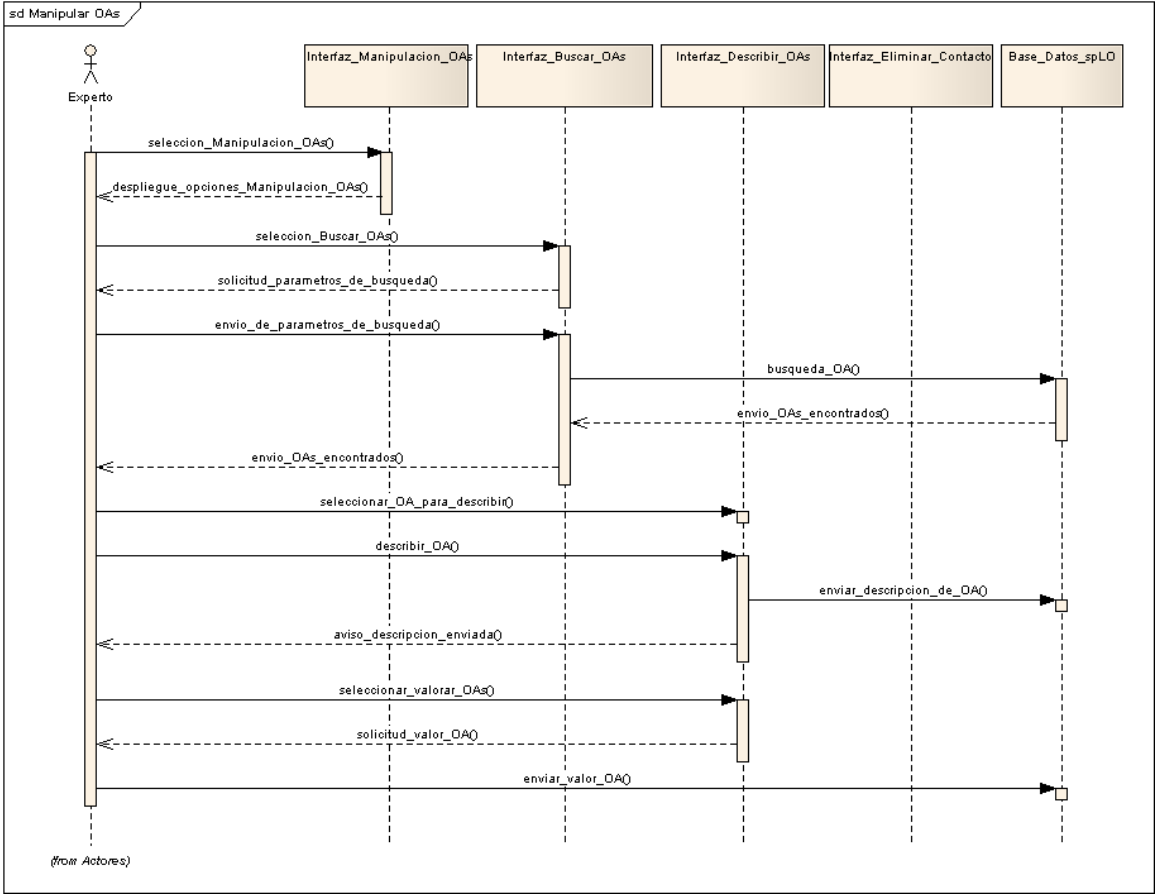 sd Manipular OAs
Experto
Interfaz_Manipulacion_OAs
Interfaz_Buscar_OAs
Interfaz_Describir_OAs
Interfaz_Eliminar_Contacto
Base_Datos_spLO
seleccion_Manipulacion_OAs()
despliegue_opciones_Manipulacion_OAs()
seleccion_Buscar_OAs()
solicitud_parametros_de_busqueda()
envio_de_parametros_de_busqueda()
busqueda_OA()
envio_OAs_encontrados()
envio_OAs_encontrados()
seleccionar_OA_para_describir()
describir_OA()
enviar_descripcion_de_OA()
aviso_descripcion_enviada()
seleccionar_valorar_OAs()
solicitud_valor_OA()
enviar_valor_OA()
(from Actores)